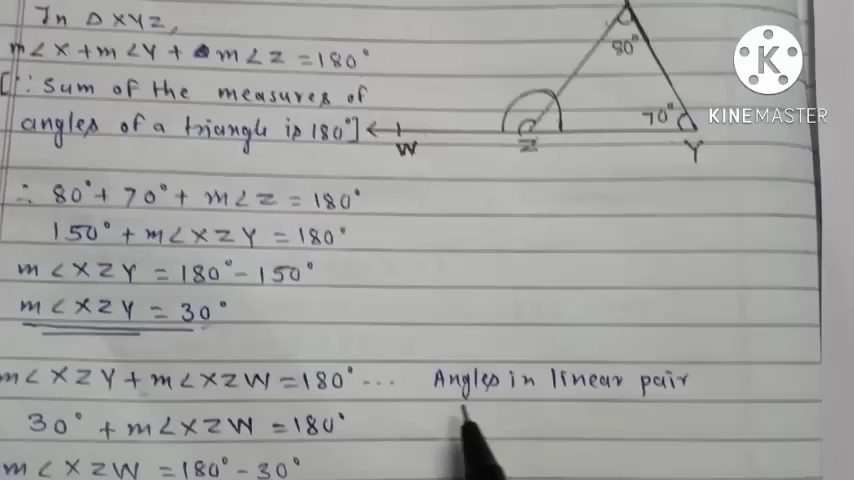 In ΔXYZ,
m∠X + m∠Y + m∠Z = 180°
[∵ Sum of the measures of
angles of a triangle is 180°]
80°
70°
W
Z
Y
K
KINEMASTER
∴ 80° + 70° + m∠Z = 180°
150° + m∠XZY = 180°
m∠XZY = 180° - 150°
m∠XZY = 30°
m∠XZY + m∠XZW = 180° ... Angles in linear pair
30° + m∠XZW = 180°
m∠XZW = 180° - 30°